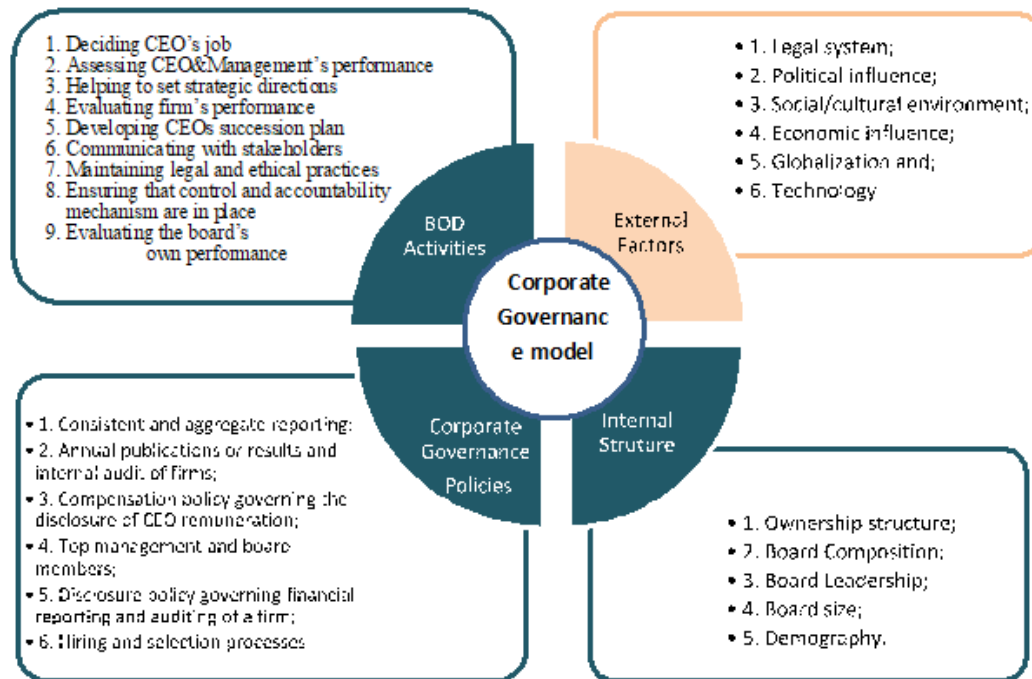 1. Deciding CEO's job
2. Assessing CEO&Management's performance
3. Helping to set strategic directions
4. Evaluating firm's performance
5. Developing CEOs succession plan
6. Communicating with stakeholders
7. Maintaining legal and ethical practices
8. Ensuring that control and accountability
mechanism are in place
9. Evaluating the board's
own performance
• 1. Legal system;
• 2. Political influence;
• 3. Social/cultural environment;
• 4. Economic influence;
• 5. Globalization and;
• 6. Technology
BOD
Activities
External
Factors
Corporate
Governanc
e model
Corporate
Governance
Policies
Internal
Struture
• 1. Consistent and aggregate reporting;
• 2. Annual publications or results and
internal audit of firms;
• 3. Compensation policy governing the
disclosure of CEO remuneration;
• 4. Top management and board
members;
• 5. Disclosure policy governing financial
reporting and auditing of a firm;
• 6. Hiring and selection processes
• 1. Ownership structure;
• 2. Board Composition;
• 3. Board Leadership;
• 4. Board size;
• 5. Demography.